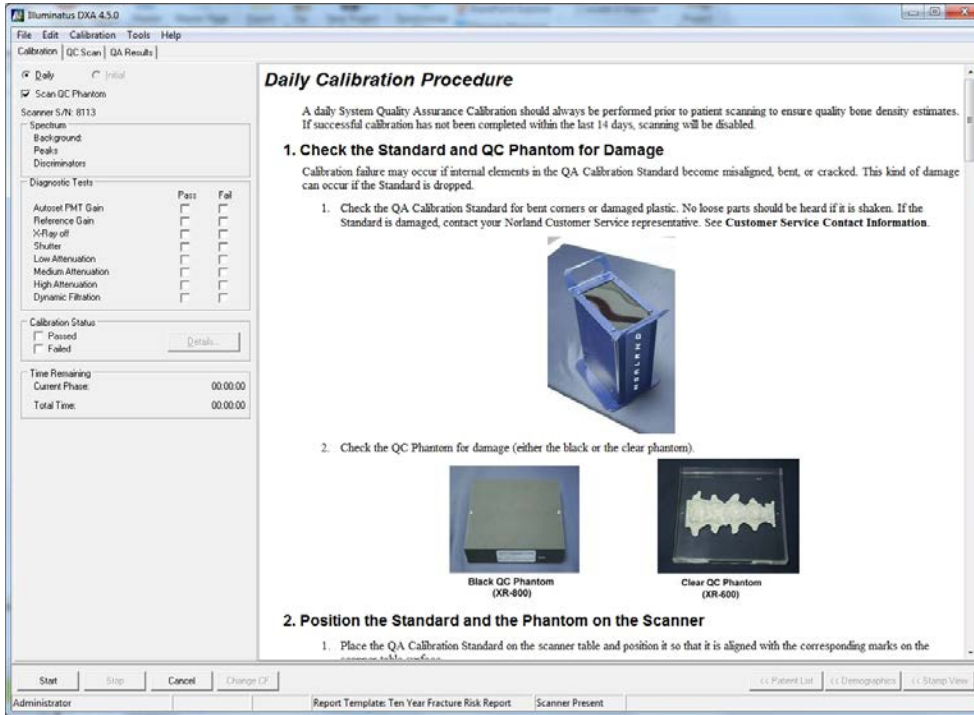 Illuminatus DXA 4.5.0
File Edit Calibration Tools Help
Calibration QC Scan QA Results
Daily Initial
Scan QC Phantom
Scanner S/N: 8113
Spectrum
Background:
Peaks
Discriminators
Diagnostic Tests
Pass Fail
Autoset PMT Gain
Reference Gain
X-Ray off
Shutter
Low Attenuation
Medium Attenuation
High Attenuation
Dynamic Filtration
Calibration Status
Passed
Failed
Details...
Time Remaining
Current Phase: 00:00:00
Total Time: 00:00:00
Daily Calibration Procedure
A daily System Quality Assurance Calibration should always be performed prior to patient scanning to ensure quality bone density estimates.
If successful calibration has not been completed within the last 14 days, scanning will be disabled.
1. Check the Standard and QC Phantom for Damage
Calibration failure may occur if internal elements in the QA Calibration Standard become misaligned, bent, or cracked. This kind of damage
can occur if the Standard is dropped.
1. Check the QA Calibration Standard for bent corners or damaged plastic. No loose parts should be heard if it is shaken. If the
Standard is damaged, contact your Norland Customer Service representative. See Customer Service Contact Information.
NORLAND
2. Check the QC Phantom for damage (either the black or the clear phantom).
Black QC Phantom
(XR-800)
Clear QC Phantom
(XR-600)
2. Position the Standard and the Phantom on the Scanner
1. Place the QA Calibration Standard on the scanner table and position it so that it is aligned with the corresponding marks on the
scanner table surface.
Start Stop Cancel Change CF << Patient List << Demographics << Stamp View
Administrator Report Template: Ten Year Fracture Risk Report Scanner Present